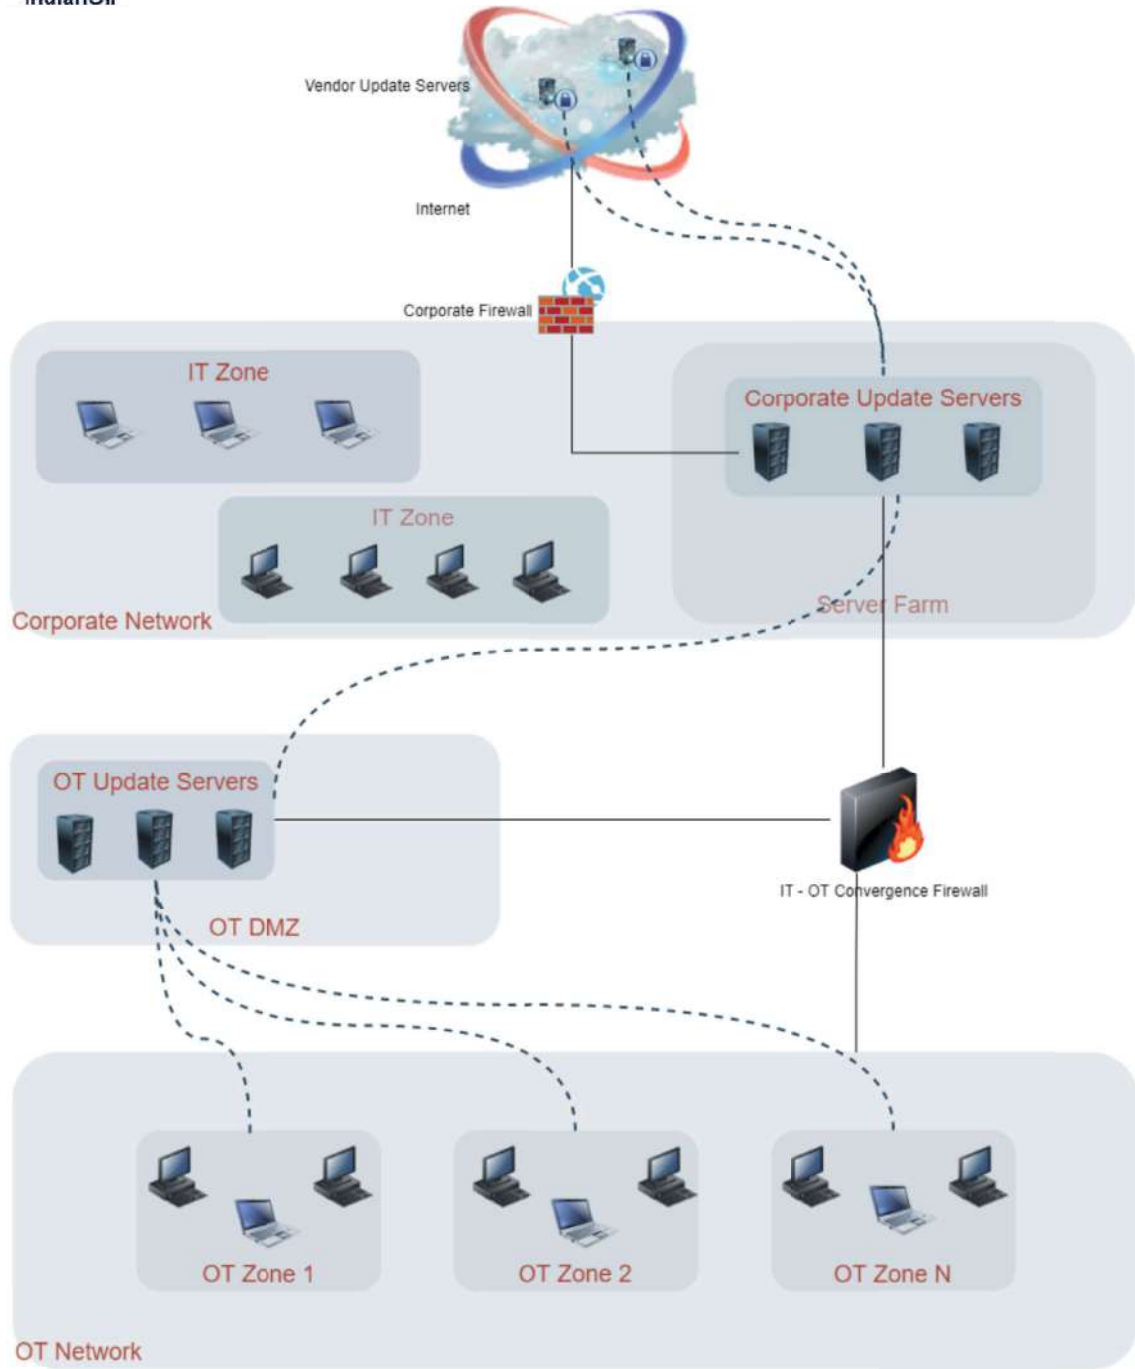 IndianOil
Vendor Update Servers
Internet
Corporate Firewall
IT Zone
Corporate Update Servers
IT Zone
Server Farm
Corporate Network
OT Update Servers
IT - OT Convergence Firewall
OT DMZ
OT Zone 1
OT Zone 2
OT Zone N
OT Network